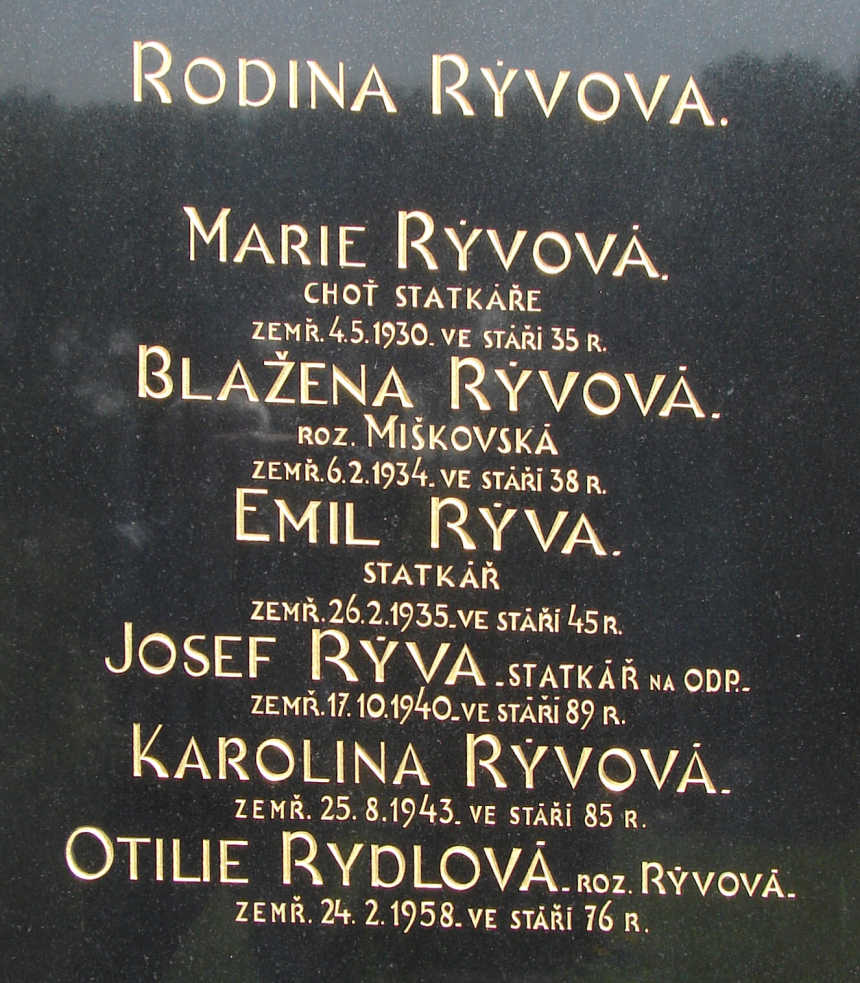 RODINA RÝVOVA.
MARIE RÝVOVÁ.
CHOŤ STATKÁŘE
ZEMŘ. 4.5.1930. VE STÁŘÍ 35 R.
BLAŽENA RÝVOVÁ.
ROZ. MIŠKOVSKÁ
ZEMŘ. 6.2.1934. VE STÁŘÍ 38 R.
EMIL RÝVA.
STATKÁŘ
ZEMŘ. 26.2.1935. VE STÁŘÍ 45 R.
JOSEF RÝVA. STATKÁŘ NA ODP.
ZEMŘ. 17.10.1940. VE STÁŘÍ 89 R.
KAROLINA RÝVOVÁ.
ZEMŘ. 25.8.1943. VE STÁŘÍ 85 R.
OTILIE RYDLOVÁ. ROZ. RÝVOVÁ.
ZEMŘ. 24.2.1958. VE STÁŘÍ 76 R.